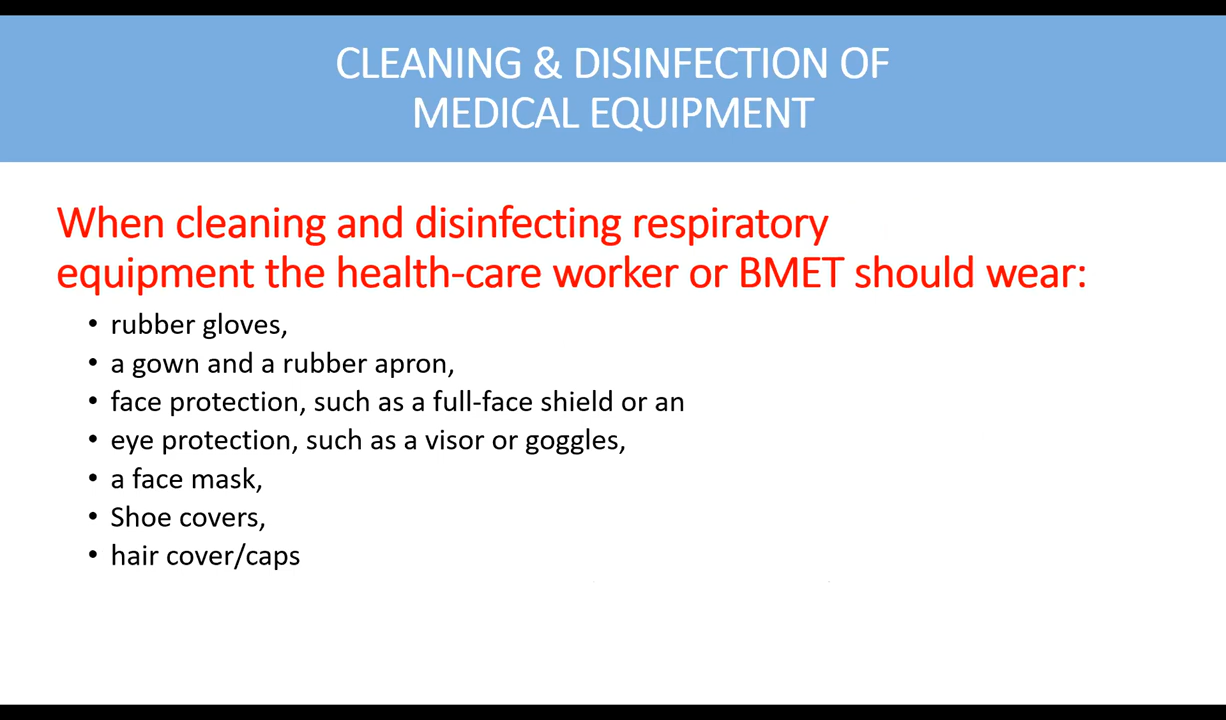 CLEANING & DISINFECTION OF
MEDICAL EQUIPMENT
When cleaning and disinfecting respiratory
equipment the health-care worker or BMET should wear:
• rubber gloves,
• a gown and a rubber apron,
• face protection, such as a full-face shield or an
• eye protection, such as a visor or goggles,
• a face mask,
• Shoe covers,
• hair cover/caps